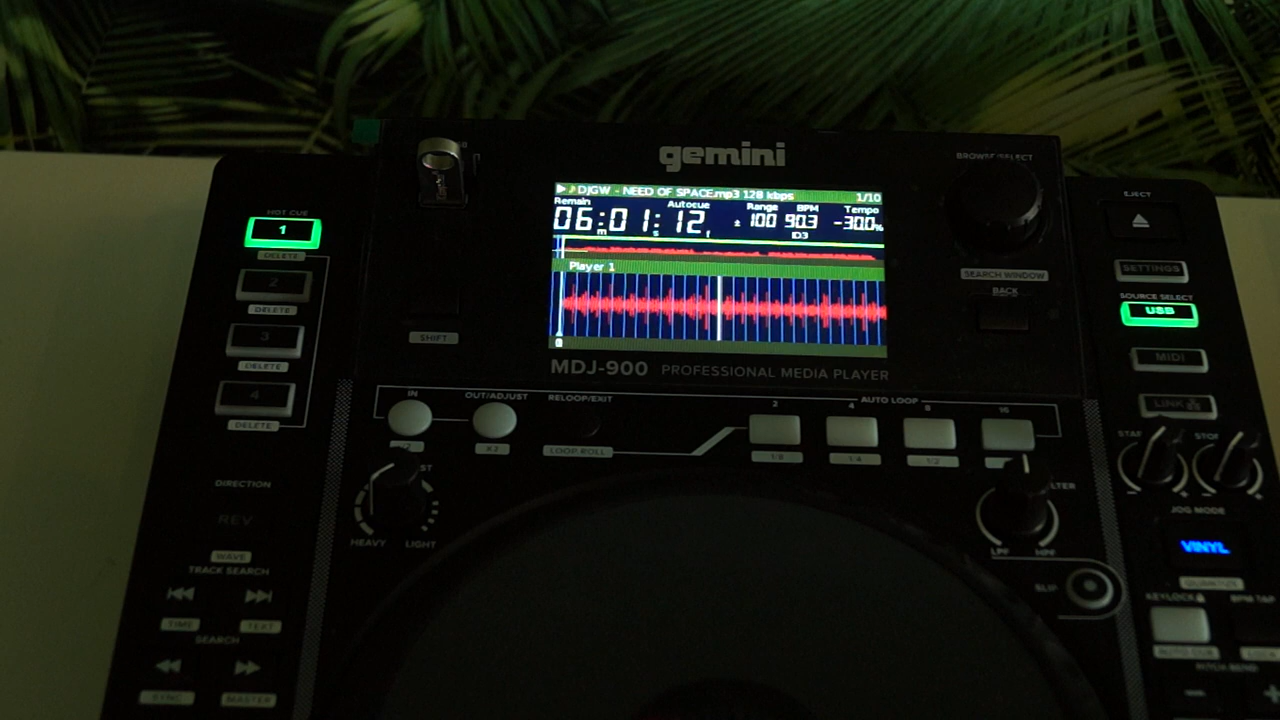 gemini
BROWSE/SELECT
▶ ♪ DJGW - NEED OF SPACE.mp3 128 kbps 1/10
Remain Autocue Range BPM Tempo
06:01:12 ± 100 90.3 -30.0%
m s f ID3
Player 1
MDJ-900 PROFESSIONAL MEDIA PLAYER
HOT CUE
1
DELETE
2
DELETE
3
DELETE
4
DELETE
SHIFT
SEARCH WINDOW
BACK
EJECT
SETTINGS
SOURCE SELECT
USB
MIDI
LINK
IN
OUT/ADJUST
RELOOP/EXIT
X2
LOOP ROLL
AUTO LOOP
2 4 8 16
1/8 1/4 1/2
HEAVY LIGHT
LPF HPF
JOG MODE
VINYL
QUANTIZE
SLIP
KEYLOCK
BPM TAP
AUTO CUE
LOCK
PITCH BEND
- +
DIRECTION
REV
WAVE
TRACK SEARCH
TIME TEXT
SEARCH
SYNC MASTER